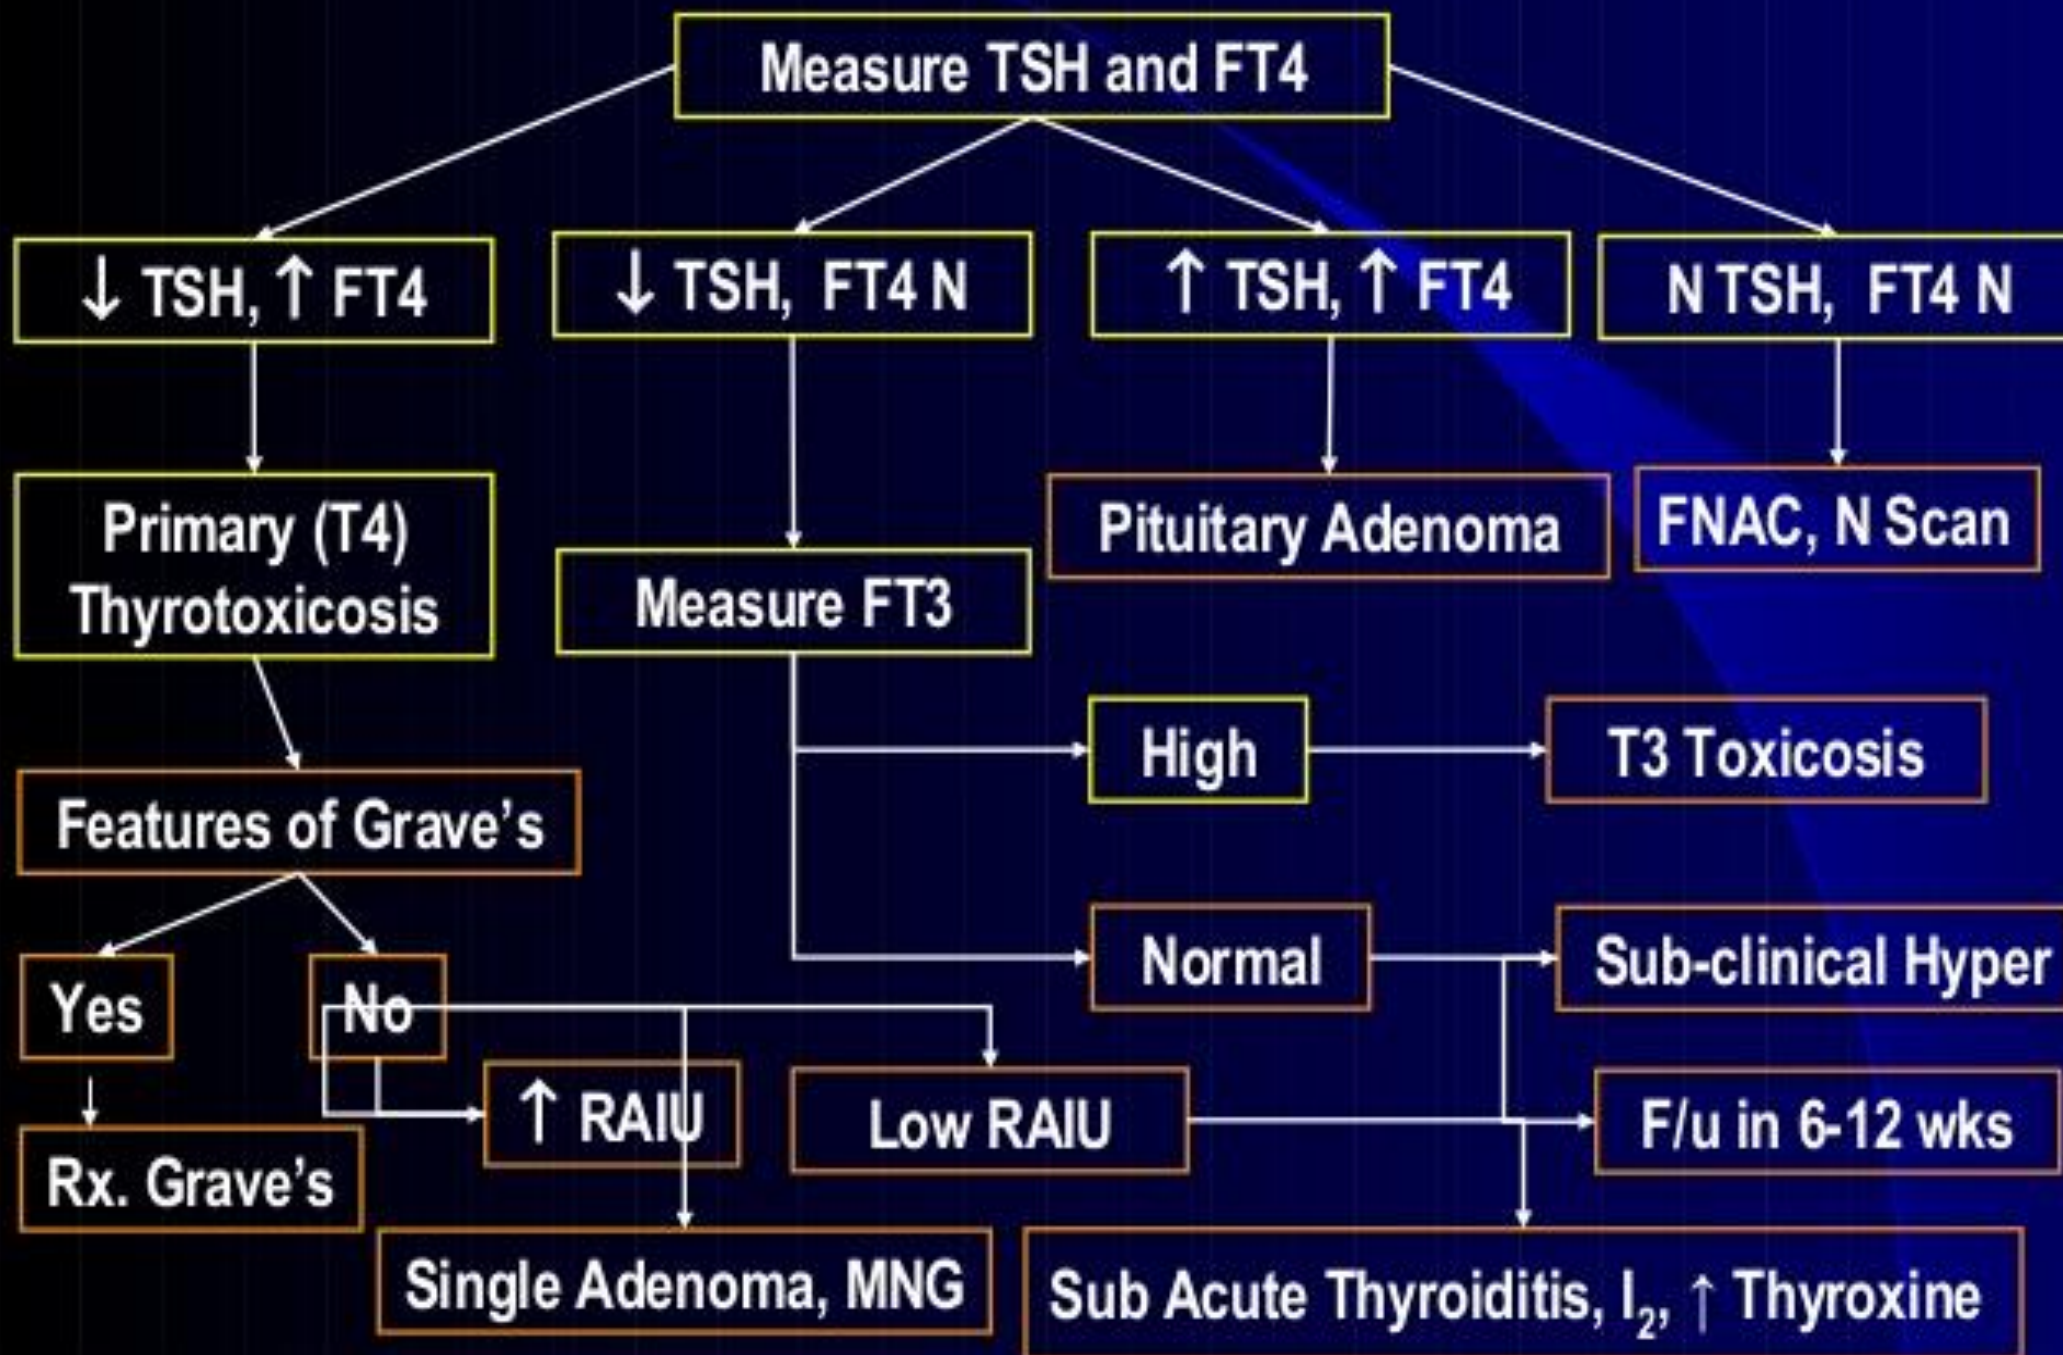 Measure TSH and FT4
↓ TSH, ↑ FT4
↓ TSH, FT4 N
↑ TSH, ↑ FT4
N TSH, FT4 N
Primary (T4)
Thyrotoxicosis
Measure FT3
Pituitary Adenoma
FNAC, N Scan
High
T3 Toxicosis
Features of Grave’s
Normal
Sub-clinical Hyper
Yes
No
↑ RAIU
Low RAIU
F/u in 6-12 wks
Rx. Grave’s
Single Adenoma, MNG
Sub Acute Thyroiditis, I₂, ↑ Thyroxine